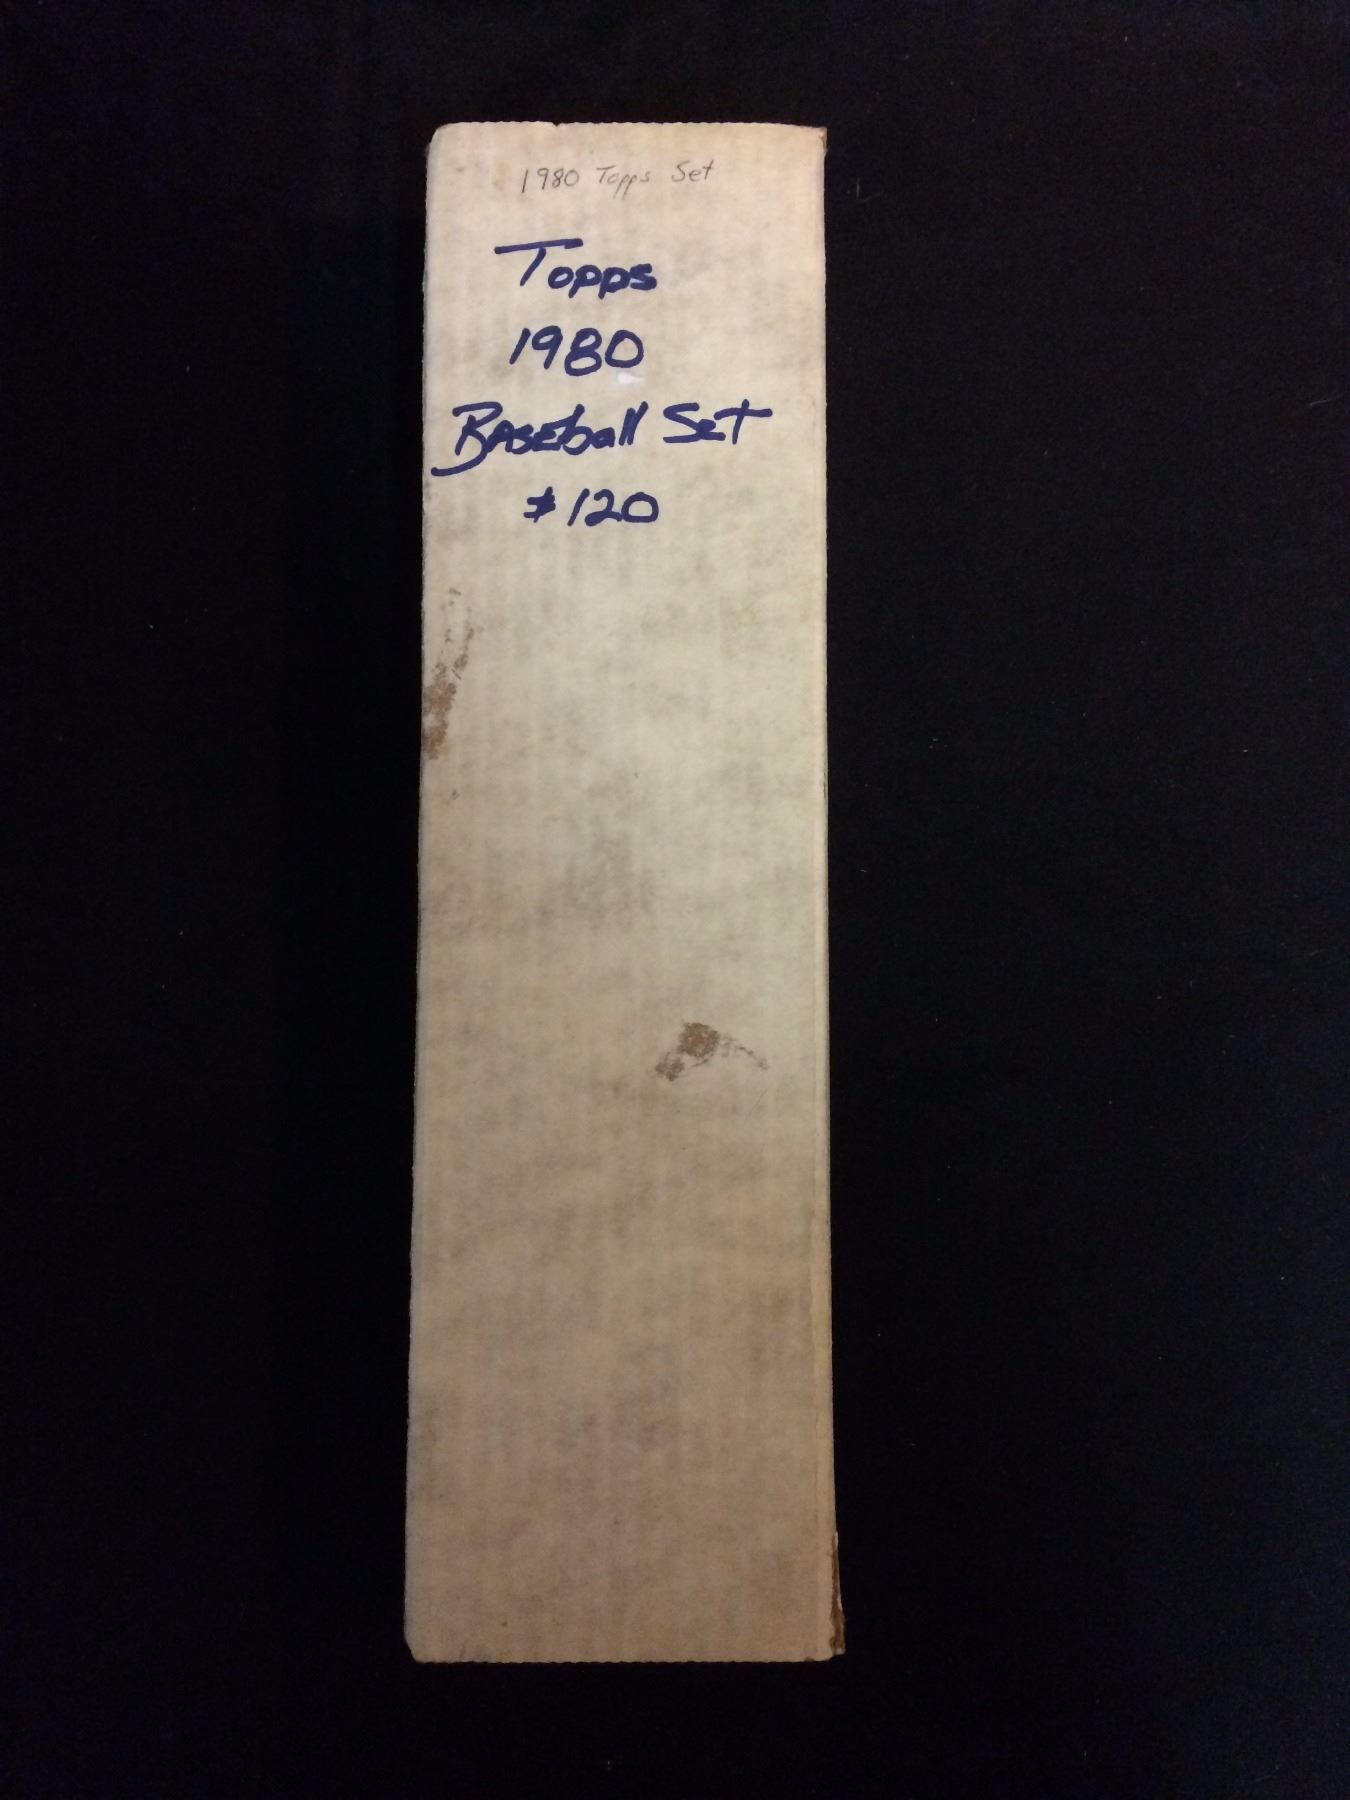 1980 Topps Set
Topps
1980
Baseball Set
$120